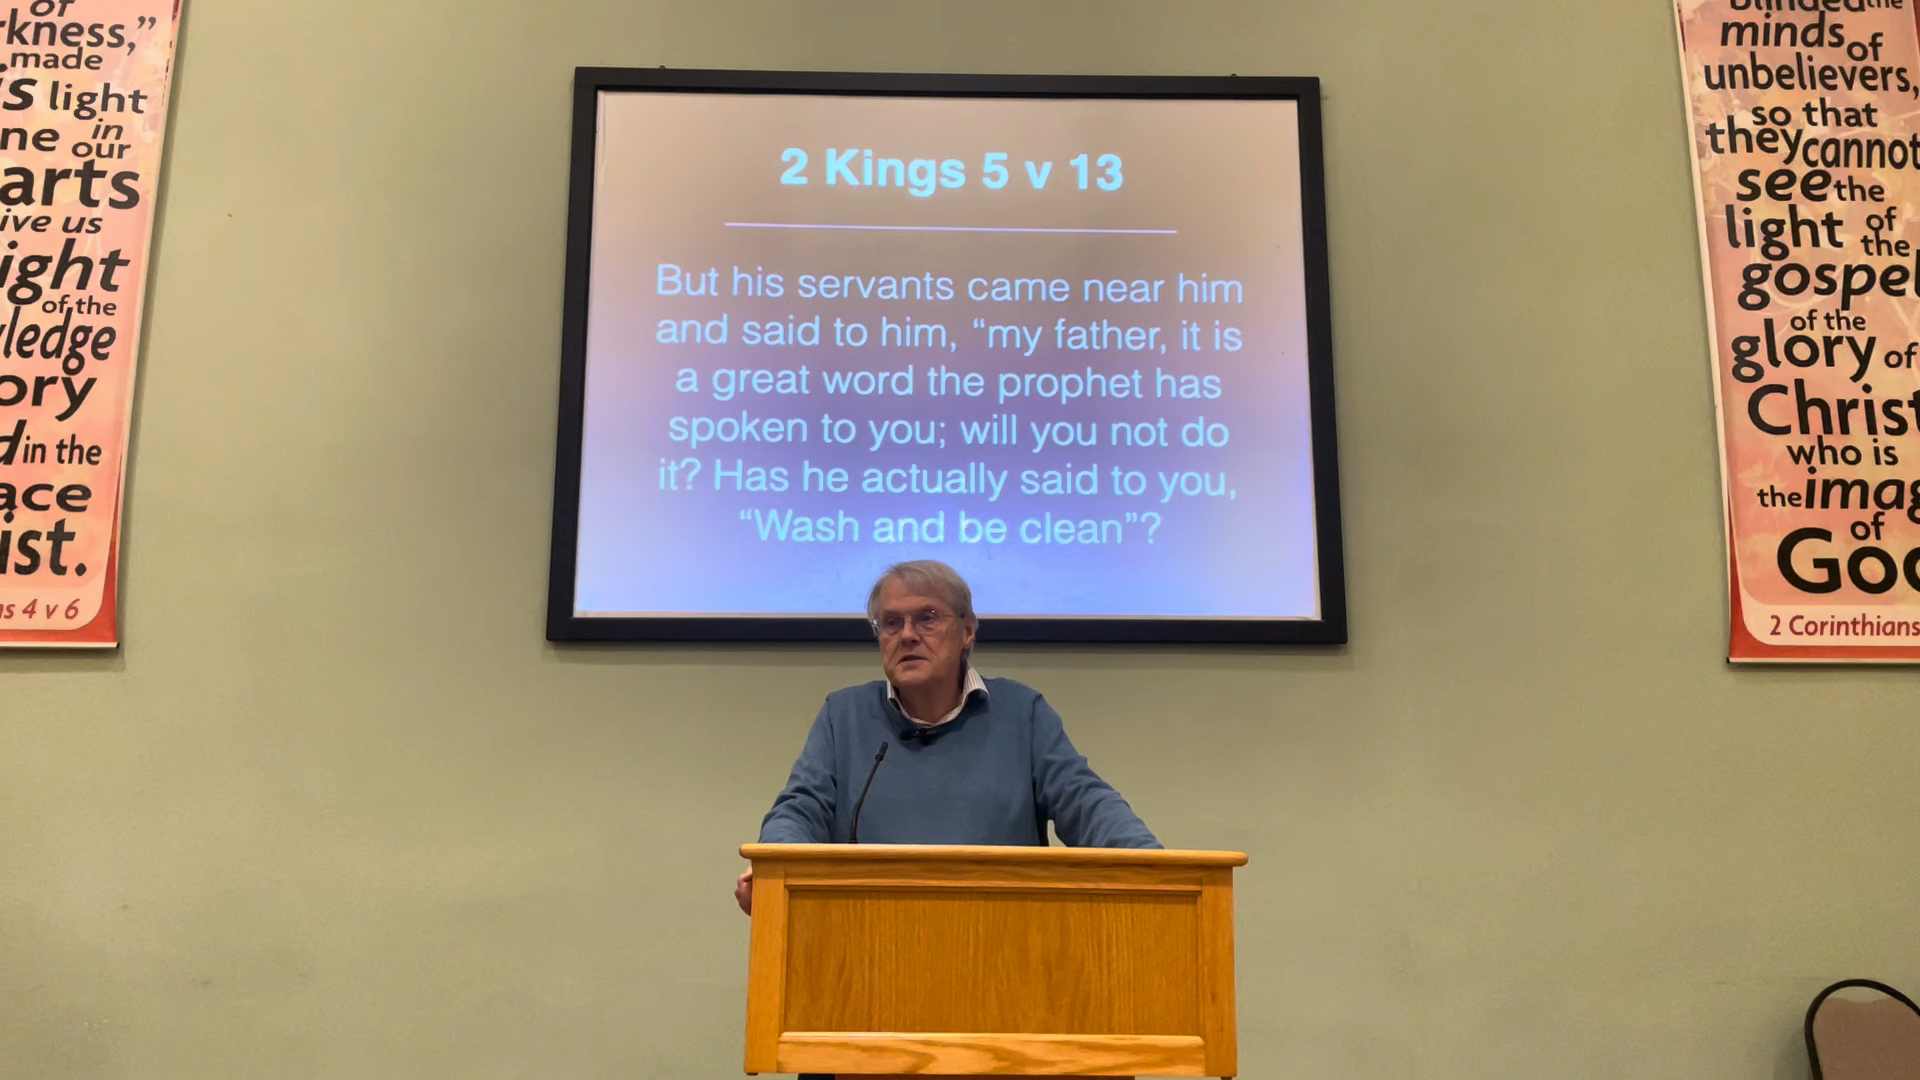 of
kness,”
made
s light
ne in our
arts
ive us
ight
of the
ledge
ory
d in the
ace
ist.
ns 4 v 6
2 Kings 5 v 13
But his servants came near him
and said to him, “my father, it is
a great word the prophet has
spoken to you; will you not do
it? Has he actually said to you,
“Wash and be clean”?
blinded the
minds of
unbelievers,
so that
they cannot
see the
light of
the
gospel
of the
glory of
Christ
who is
the imag
of
Go
2 Corinthians